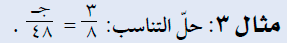 مثال ٣: حلّ التناسب: ٣/٨ = جـ/٤٨ .